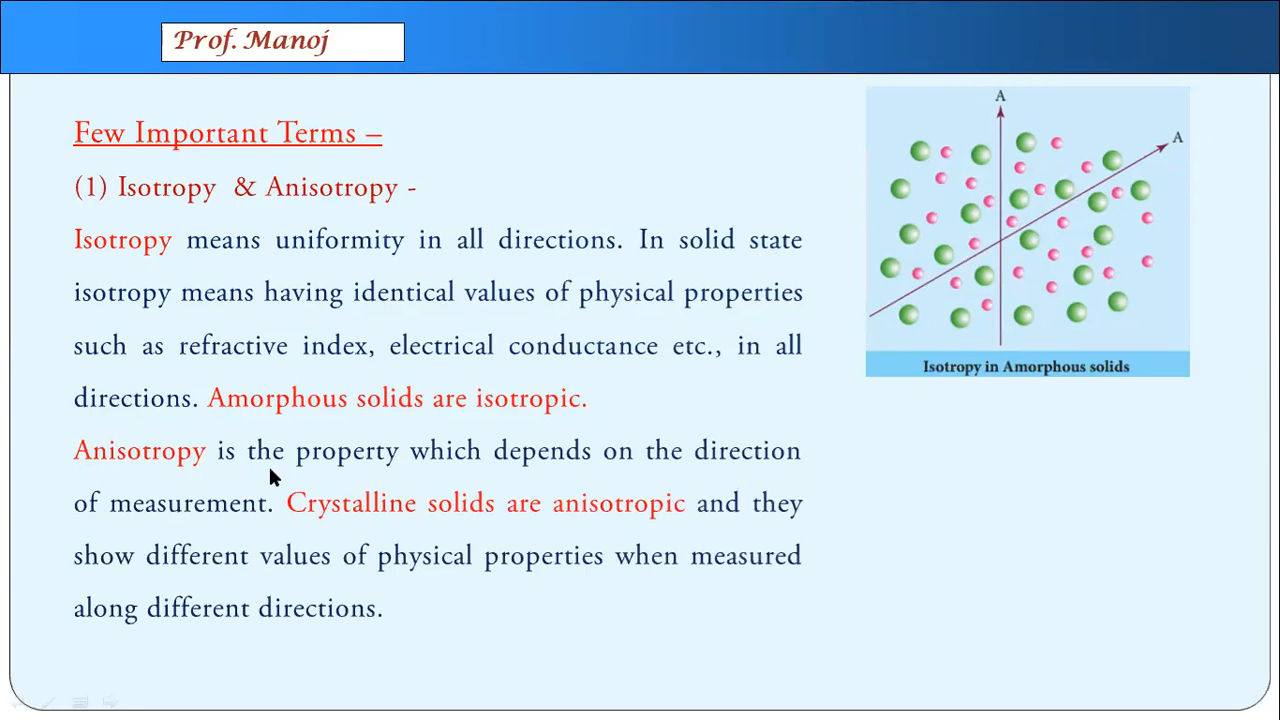 Prof. Manoj
Few Important Terms –
(1) Isotropy & Anisotropy -
Isotropy means uniformity in all directions. In solid state
isotropy means having identical values of physical properties
such as refractive index, electrical conductance etc., in all
directions. Amorphous solids are isotropic.
Anisotropy is the property which depends on the direction
of measurement. Crystalline solids are anisotropic and they
show different values of physical properties when measured
along different directions.
A
A
Isotropy in Amorphous solids